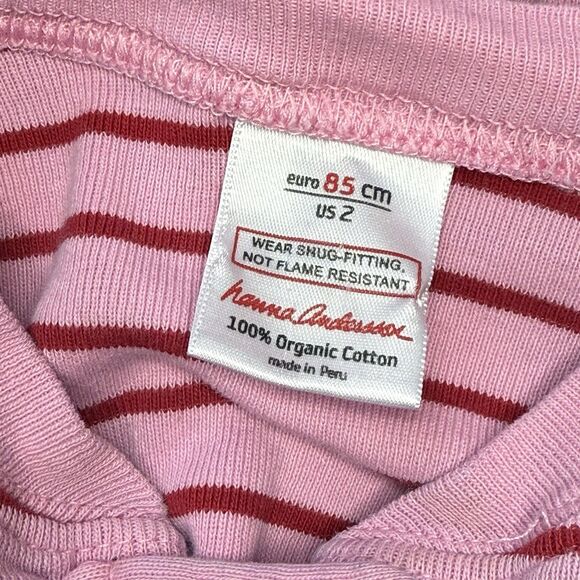 euro 85 cm
US 2
WEAR SNUG-FITTING,
NOT FLAME RESISTANT
hanna andersson
100% Organic Cotton
made in Peru